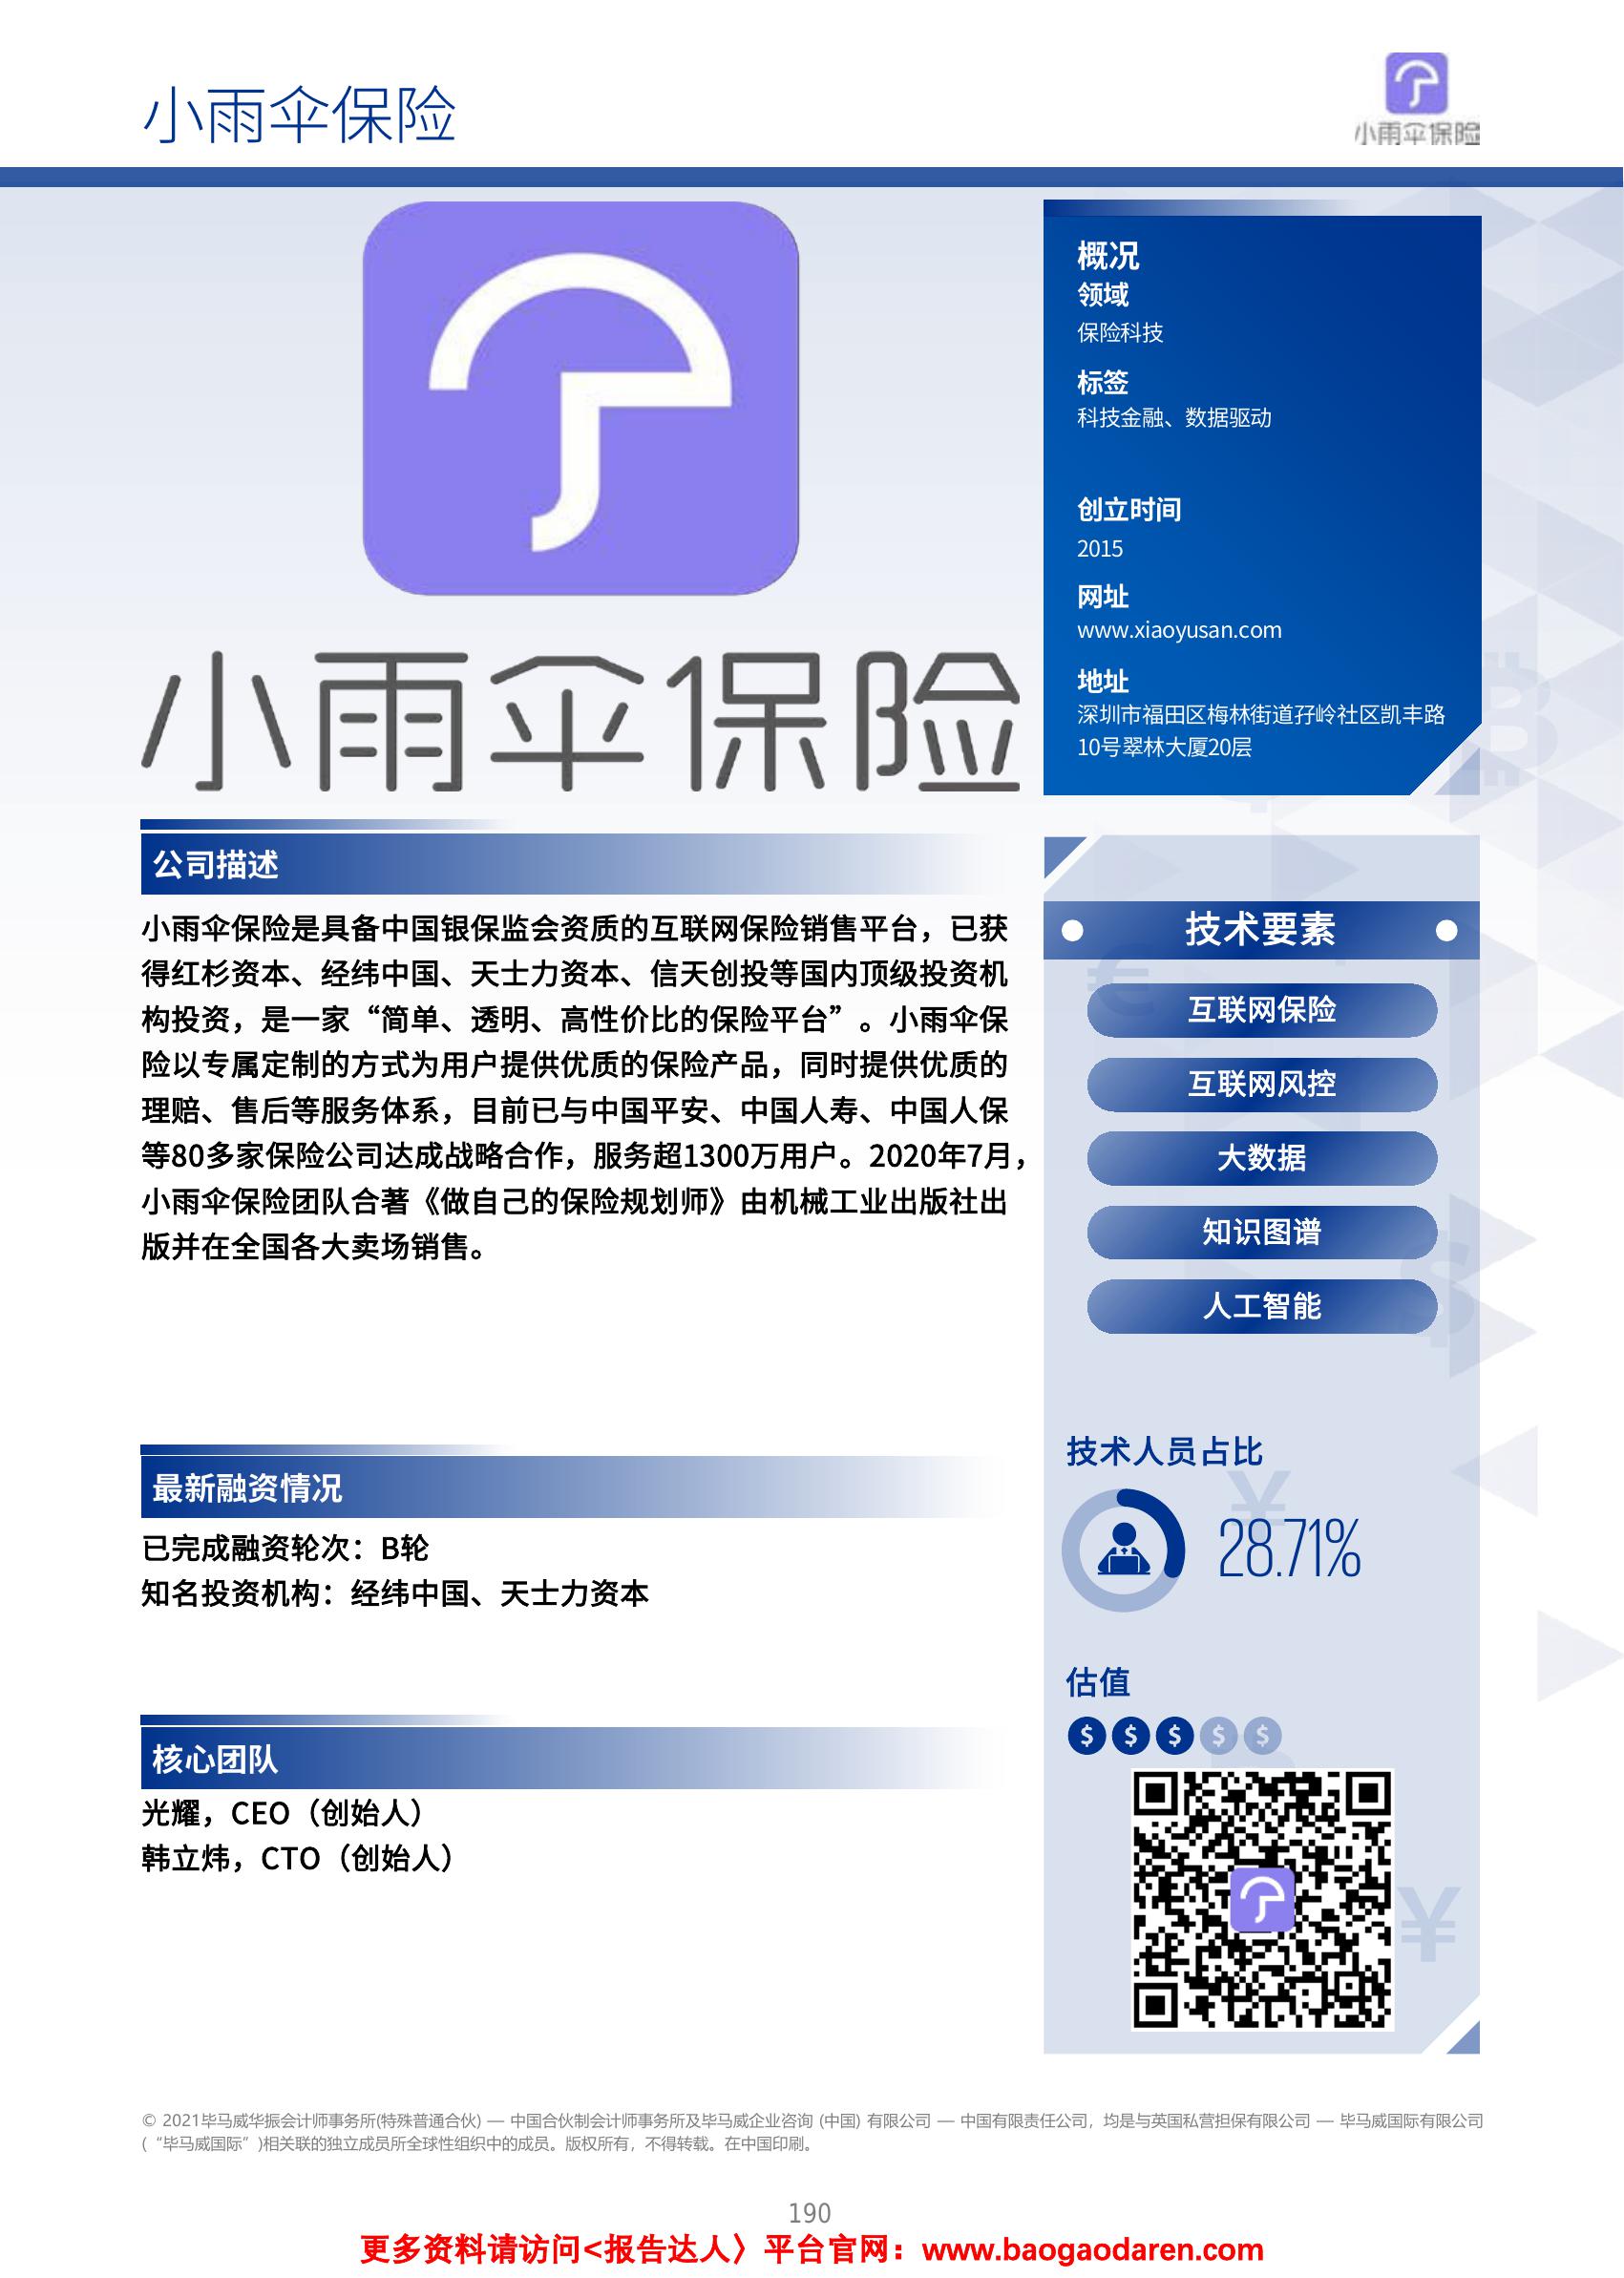 小雨伞保险
小雨伞保险
小雨伞保险
概况
领域
保险科技
标签
科技金融、数据驱动
创立时间
2015
网址
www.xiaoyusan.com
地址
深圳市福田区梅林街道孖岭社区凯丰路
10号翠林大厦20层
公司描述
小雨伞保险是具备中国银保监会资质的互联网保险销售平台，已获
得红杉资本、经纬中国、天士力资本、信天创投等国内顶级投资机
构投资，是一家“简单、透明、高性价比的保险平台”。小雨伞保
险以专属定制的方式为用户提供优质的保险产品，同时提供优质的
理赔、售后等服务体系，目前已与中国平安、中国人寿、中国人保
等80多家保险公司达成战略合作，服务超1300万用户。2020年7月，
小雨伞保险团队合著《做自己的保险规划师》由机械工业出版社出
版并在全国各大卖场销售。
最新融资情况
已完成融资轮次：B轮
知名投资机构：经纬中国、天士力资本
核心团队
光耀，CEO（创始人）
韩立炜，CTO（创始人）
技术要素
互联网保险
互联网风控
大数据
知识图谱
人工智能
技术人员占比
28.71%
估值
$ $ $ $ $
© 2021毕马威华振会计师事务所(特殊普通合伙) — 中国合伙制会计师事务所及毕马威企业咨询 (中国) 有限公司 — 中国有限责任公司，均是与英国私营担保有限公司 — 毕马威国际有限公司
(“毕马威国际”)相关联的独立成员所全球性组织中的成员。版权所有，不得转载。在中国印刷。
190
更多资料请访问<报告达人〉平台官网：www.baogaodaren.com